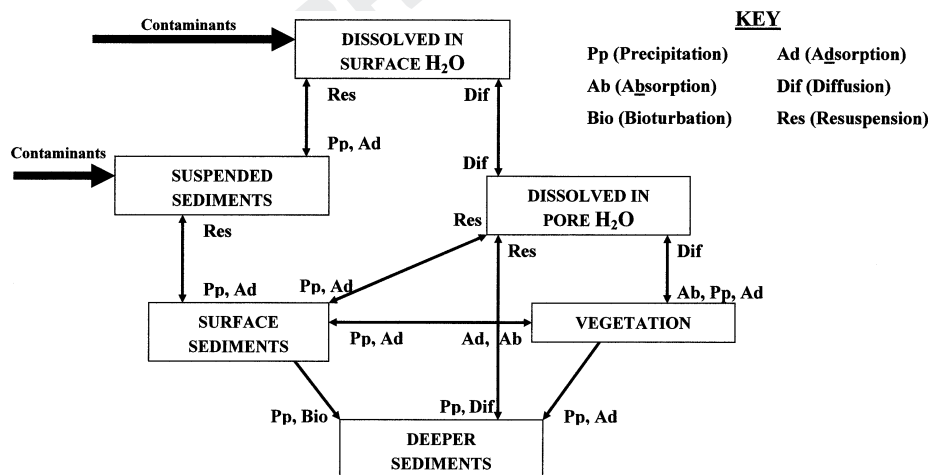 Contaminants
DISSOLVED IN
SURFACE H₂O
KEY
Pp (Precipitation)
Ad (Adsorption)
Ab (Absorption)
Dif (Diffusion)
Bio (Bioturbation)
Res (Resuspension)
Res
Dif
Pp, Ad
Contaminants
SUSPENDED
SEDIMENTS
Dif
DISSOLVED IN
PORE H₂O
Res
Res
Res
Dif
Pp, Ad
Pp, Ad
Ab, Pp, Ad
SURFACE
SEDIMENTS
VEGETATION
Pp, Ad
Ad, Ab
Pp, Bio
Pp, Dif
Pp, Ad
DEEPER
SEDIMENTS